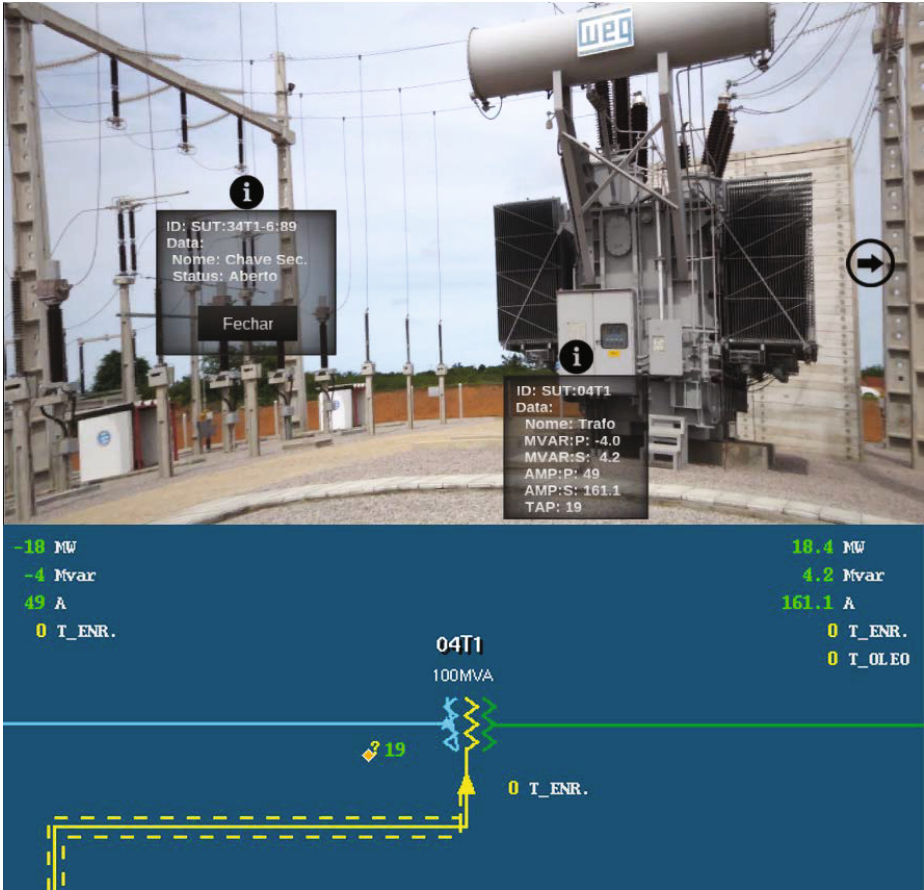 weg
i
ID: SUT:34T1-6:89
Data:
Nome: Chave Sec.
Status: Aberto
Fechar
i
ID: SUT:04T1
Data:
Nome: Trafo
MVAR:P: -4.0
MVAR:S: 4.2
AMP:P: 49
AMP:S: 161.1
TAP: 19
-18 MW
-4 Mvar
49 A
0 T_ENR.
18.4 MW
4.2 Mvar
161.1 A
0 T_ENR.
0 T_OLEO
04T1
100MVA
? 19
0 T_ENR.